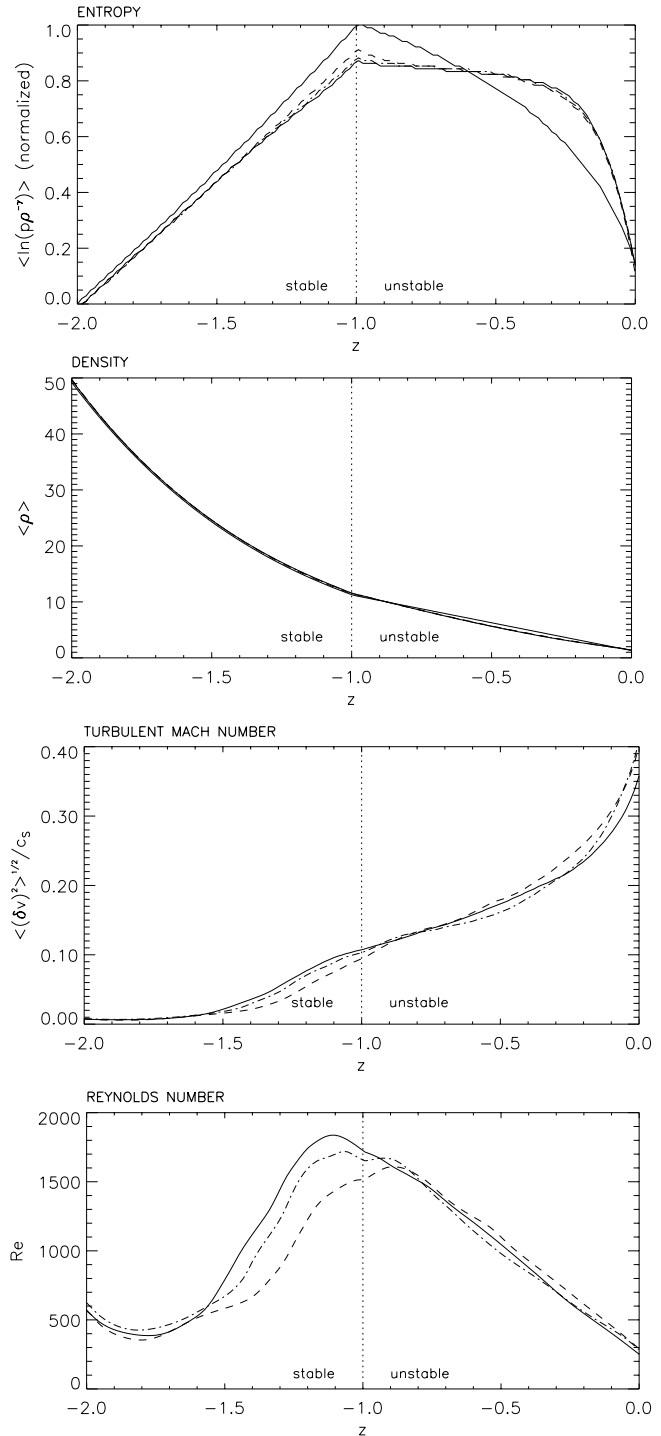 ENTROPY
<ln(pρ⁻ᵞ)> (normalized)
1.0
0.8
0.6
0.4
0.2
0.0
stable
unstable
−2.0 −1.5 −1.0 −0.5 0.0
z
DENSITY
<ρ>
50
40
30
20
10
0
stable
unstable
−2.0 −1.5 −1.0 −0.5 0.0
z
TURBULENT MACH NUMBER
<(δv)²>¹ᐟ²/cₛ
0.40
0.30
0.20
0.10
0.00
stable
unstable
−2.0 −1.5 −1.0 −0.5 0.0
z
REYNOLDS NUMBER
Re
2000
1500
1000
500
0
stable
unstable
−2.0 −1.5 −1.0 −0.5 0.0
z